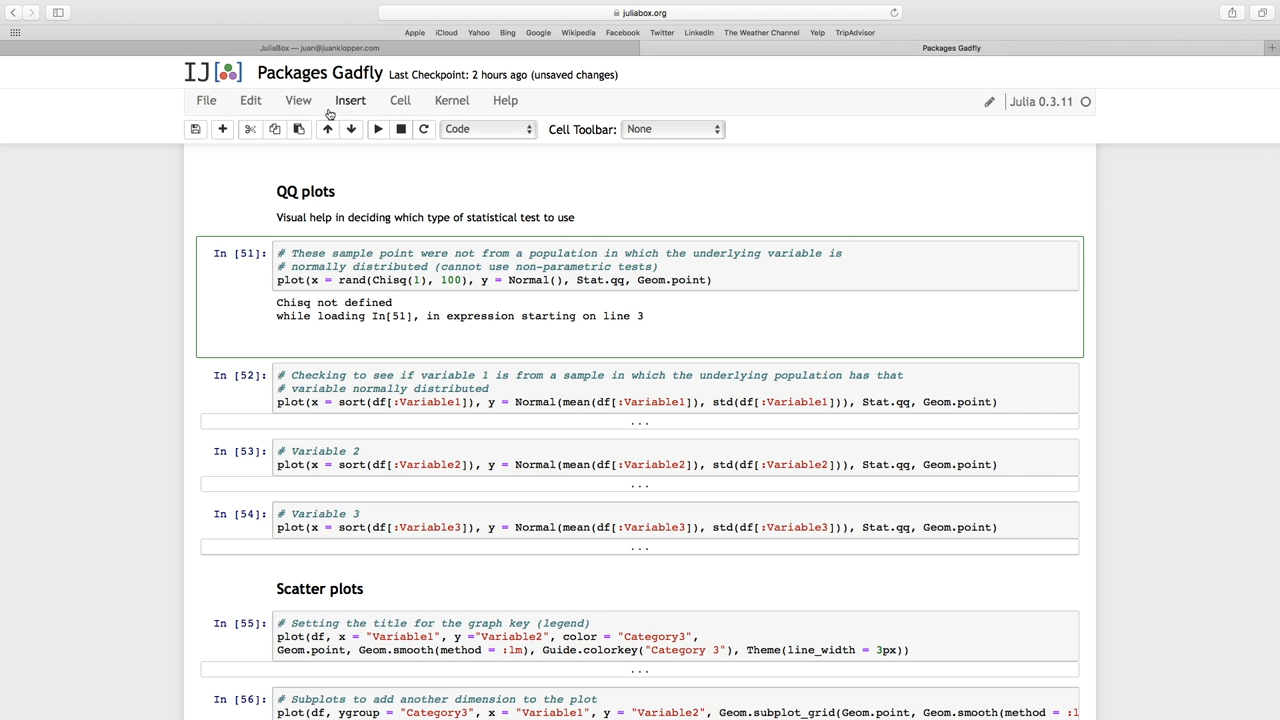 juliabox.org
Apple iCloud Yahoo Bing Google Wikipedia Facebook Twitter LinkedIn The Weather Channel Yelp TripAdvisor
JuliaBox — juan@juanklopper.com
Packages Gadfly
IJ[ ] Packages Gadfly Last Checkpoint: 2 hours ago (unsaved changes)
File Edit View Insert Cell Kernel Help
Julia 0.3.11
Code
Cell Toolbar: None
QQ plots
Visual help in deciding which type of statistical test to use
In [51]:
# These sample point were not from a population in which the underlying variable is
# normally distributed (cannot use non-parametric tests)
plot(x = rand(Chisq(1), 100), y = Normal(), Stat.qq, Geom.point)
Chisq not defined
while loading In[51], in expression starting on line 3
In [52]:
# Checking to see if variable 1 is from a sample in which the underlying population has that
# variable normally distributed
plot(x = sort(df[:Variable1]), y = Normal(mean(df[:Variable1]), std(df[:Variable1])), Stat.qq, Geom.point)
...
In [53]:
# Variable 2
plot(x = sort(df[:Variable2]), y = Normal(mean(df[:Variable2]), std(df[:Variable2])), Stat.qq, Geom.point)
...
In [54]:
# Variable 3
plot(x = sort(df[:Variable3]), y = Normal(mean(df[:Variable3]), std(df[:Variable3])), Stat.qq, Geom.point)
...
Scatter plots
In [55]:
# Setting the title for the graph key (legend)
plot(df, x = "Variable1", y ="Variable2", color = "Category3",
Geom.point, Geom.smooth(method = :lm), Guide.colorkey("Category 3"), Theme(line_width = 3px))
...
In [56]:
# Subplots to add another dimension to the plot
plot(df, ygroup = "Category3", x = "Variable1", y = "Variable2", Geom.subplot_grid(Geom.point, Geom.smooth(method = :l